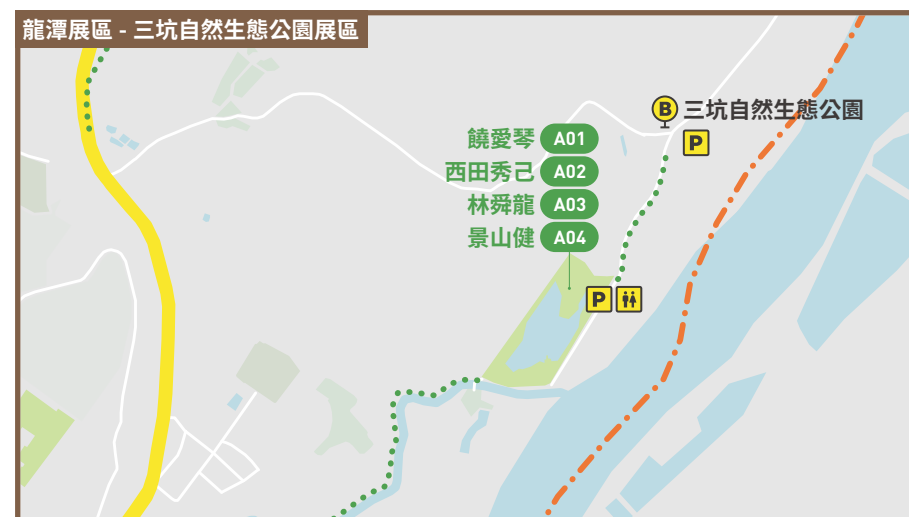 龍潭展區 - 三坑自然生態公園展區
B 三坑自然生態公園
P
饒愛琴 A01
西田秀己 A02
林舜龍 A03
景山健 A04
P